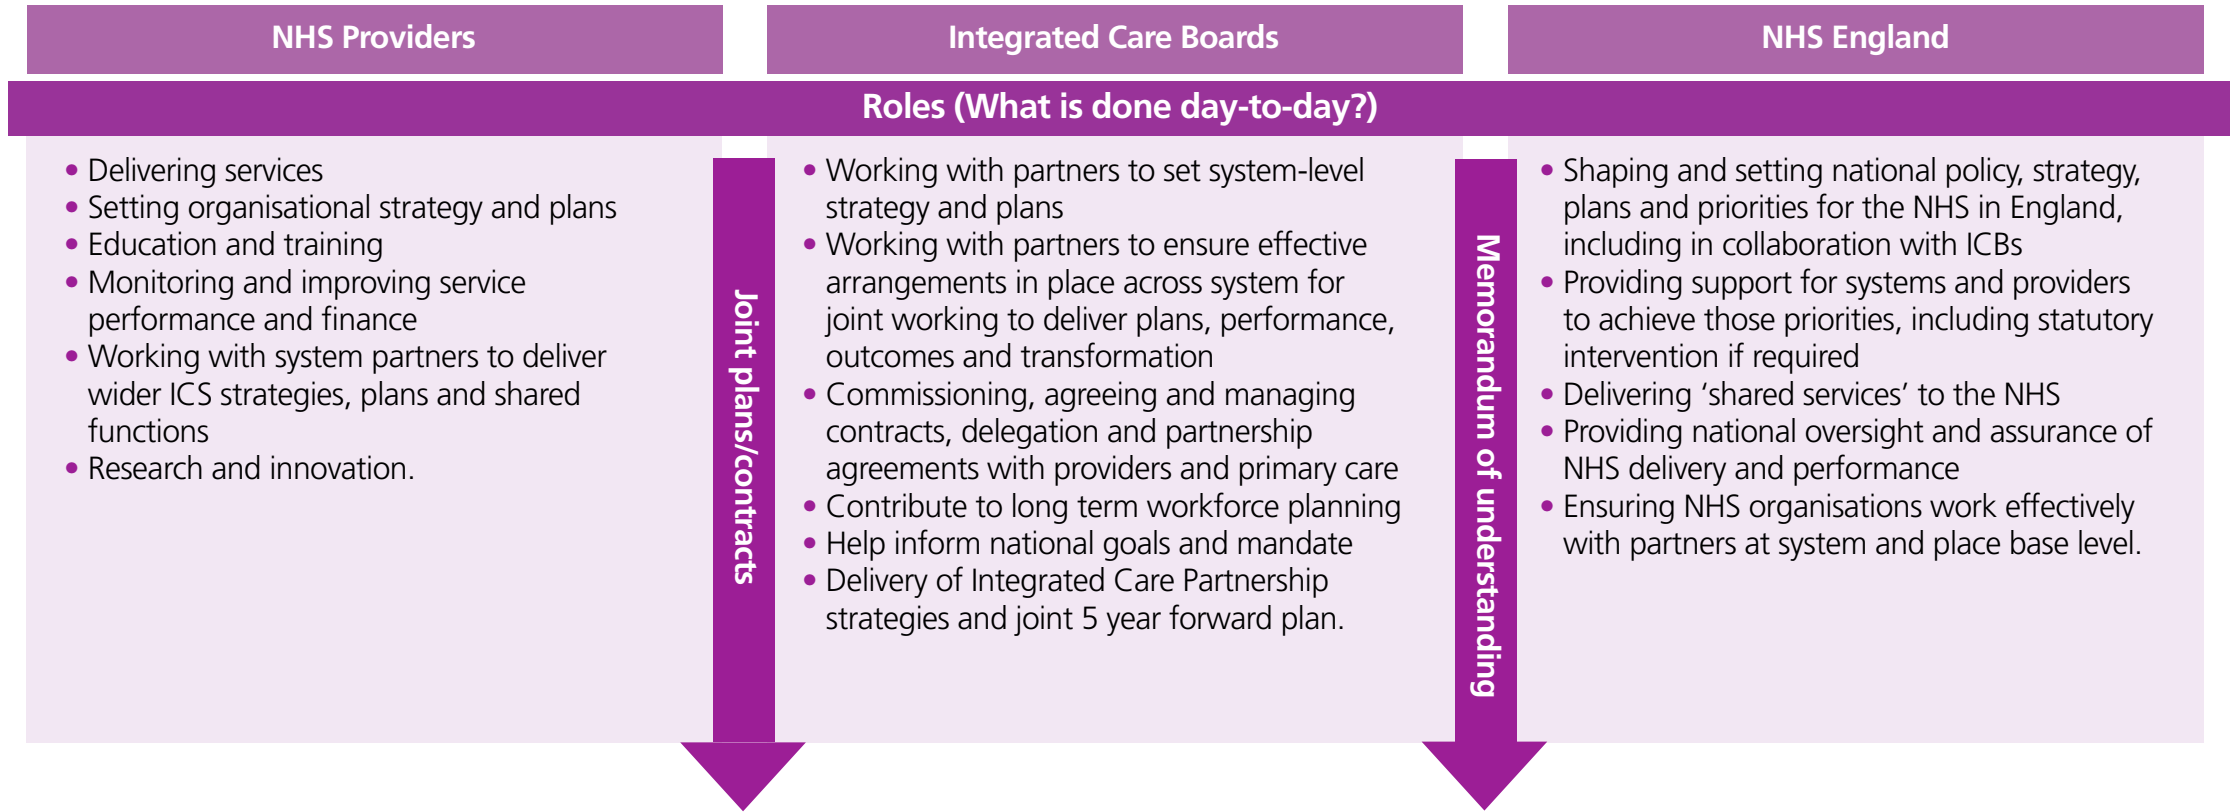 NHS Providers
Integrated Care Boards
NHS England
Roles (What is done day-to-day?)
• Delivering services
• Setting organisational strategy and plans
• Education and training
• Monitoring and improving service
performance and finance
• Working with system partners to deliver
wider ICS strategies, plans and shared
functions
• Research and innovation.
Joint plans/contracts
• Working with partners to set system-level
strategy and plans
• Working with partners to ensure effective
arrangements in place across system for
joint working to deliver plans, performance,
outcomes and transformation
• Commissioning, agreeing and managing
contracts, delegation and partnership
agreements with providers and primary care
• Contribute to long term workforce planning
• Help inform national goals and mandate
• Delivery of Integrated Care Partnership
strategies and joint 5 year forward plan.
Memorandum of understanding
• Shaping and setting national policy, strategy,
plans and priorities for the NHS in England,
including in collaboration with ICBs
• Providing support for systems and providers
to achieve those priorities, including statutory
intervention if required
• Delivering ‘shared services’ to the NHS
• Providing national oversight and assurance of
NHS delivery and performance
• Ensuring NHS organisations work effectively
with partners at system and place base level.